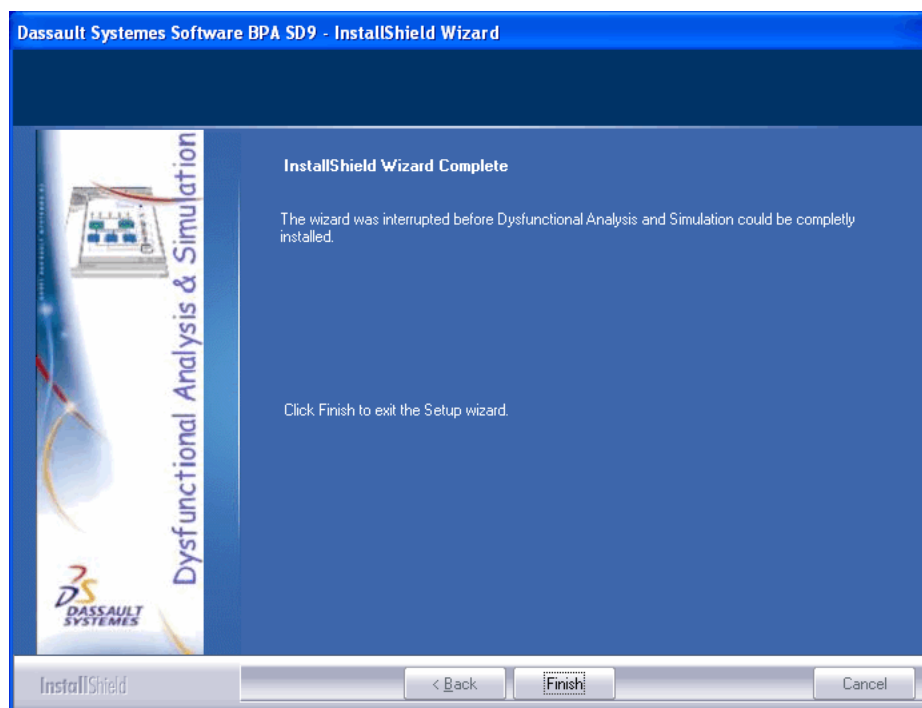 Dassault Systemes Software BPA SD9 - InstallShield Wizard
Dysfunctional Analysis & Simulation
DASSAULT
SYSTEMES
InstallShield Wizard Complete
The wizard was interrupted before Dysfunctional Analysis and Simulation could be completly
installed.
Click Finish to exit the Setup wizard.
InstallShield
< Back
Finish
Cancel